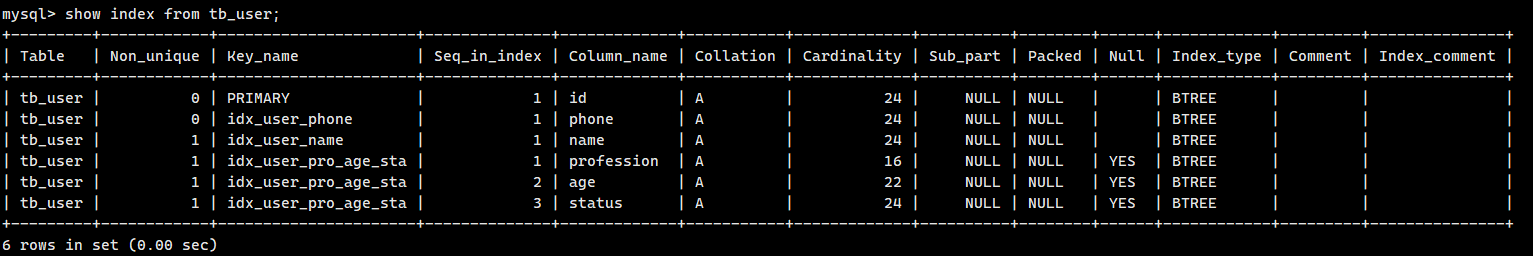 mysql> show index from tb_user;
+---------+------------+----------------------+--------------+-------------+-----------+-------------+----------+--------+------+------------+---------+---------------+
| Table   | Non_unique | Key_name             | Seq_in_index | Column_name | Collation | Cardinality | Sub_part | Packed | Null | Index_type | Comment | Index_comment |
+---------+------------+----------------------+--------------+-------------+-----------+-------------+----------+--------+------+------------+---------+---------------+
| tb_user |          0 | PRIMARY              |            1 | id          | A         |          24 |     NULL | NULL   |      | BTREE      |         |               |
| tb_user |          0 | idx_user_phone       |            1 | phone       | A         |          24 |     NULL | NULL   |      | BTREE      |         |               |
| tb_user |          1 | idx_user_name        |            1 | name        | A         |          24 |     NULL | NULL   |      | BTREE      |         |               |
| tb_user |          1 | idx_user_pro_age_sta |            1 | profession  | A         |          16 |     NULL | NULL   | YES  | BTREE      |         |               |
| tb_user |          1 | idx_user_pro_age_sta |            2 | age         | A         |          22 |     NULL | NULL   | YES  | BTREE      |         |               |
| tb_user |          1 | idx_user_pro_age_sta |            3 | status      | A         |          24 |     NULL | NULL   | YES  | BTREE      |         |               |
+---------+------------+----------------------+--------------+-------------+-----------+-------------+----------+--------+------+------------+---------+---------------+
6 rows in set (0.00 sec)